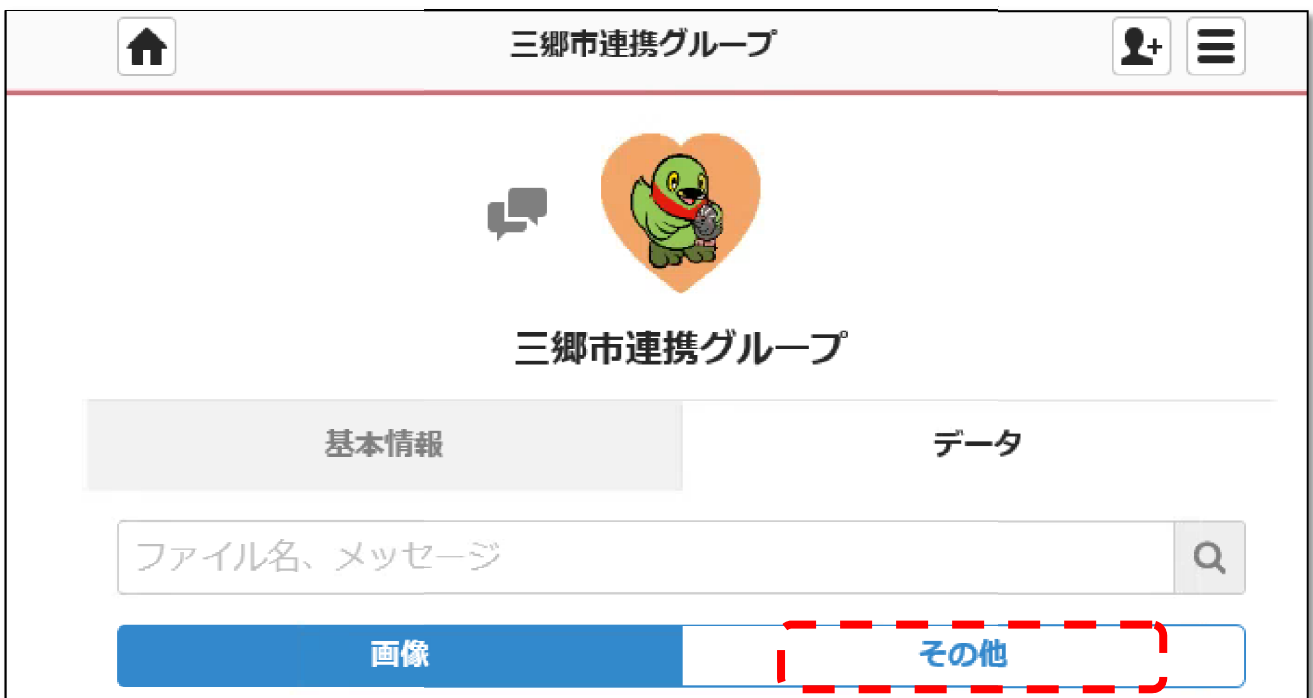 三郷市連携グループ
三郷市連携グループ
基本情報
データ
ファイル名、メッセージ
画像
その他